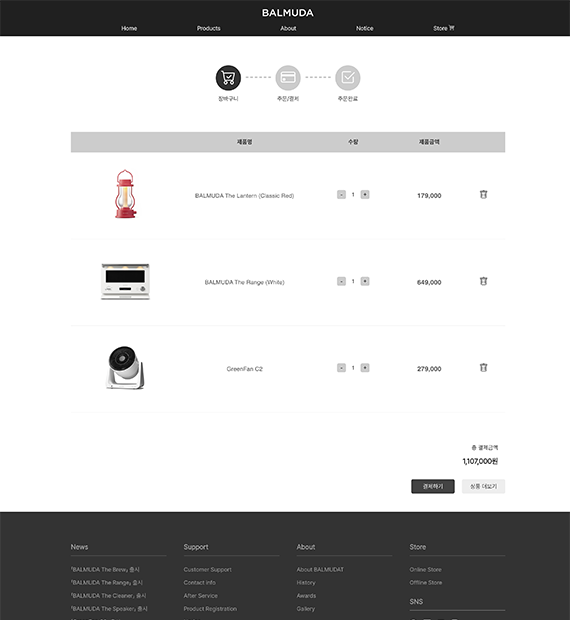 BALMUDA
Home Products About Notice Store
장바구니 주문/결제 주문완료
제품명 수량 제품금액
BALMUDA The Lantern (Classic Red) - 1 + 179,000
BALMUDA The Range (White) - 1 + 649,000
GreenFan C2 - 1 + 279,000
총 결제금액
1,107,000원
결제하기 상품 더보기
News Support About Store
「BALMUDA The Brew」 출시 Customer Support About BALMUDAT Online Store
「BALMUDA The Range」 출시 Contact info History Offline Store
「BALMUDA The Cleaner」 출시 After Service Awards SNS
「BALMUDA The Speaker」 출시 Product Registration Gallery